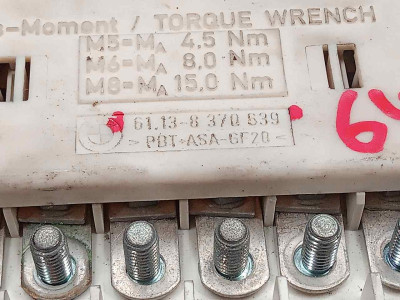 s-Moment / TORQUE WRENCH
M5=MA 4,5 Nm
M6=MA 8,0 Nm
M8=MA 15,0 Nm
61.13-8 370 639
>PBT+ASA-GF20<